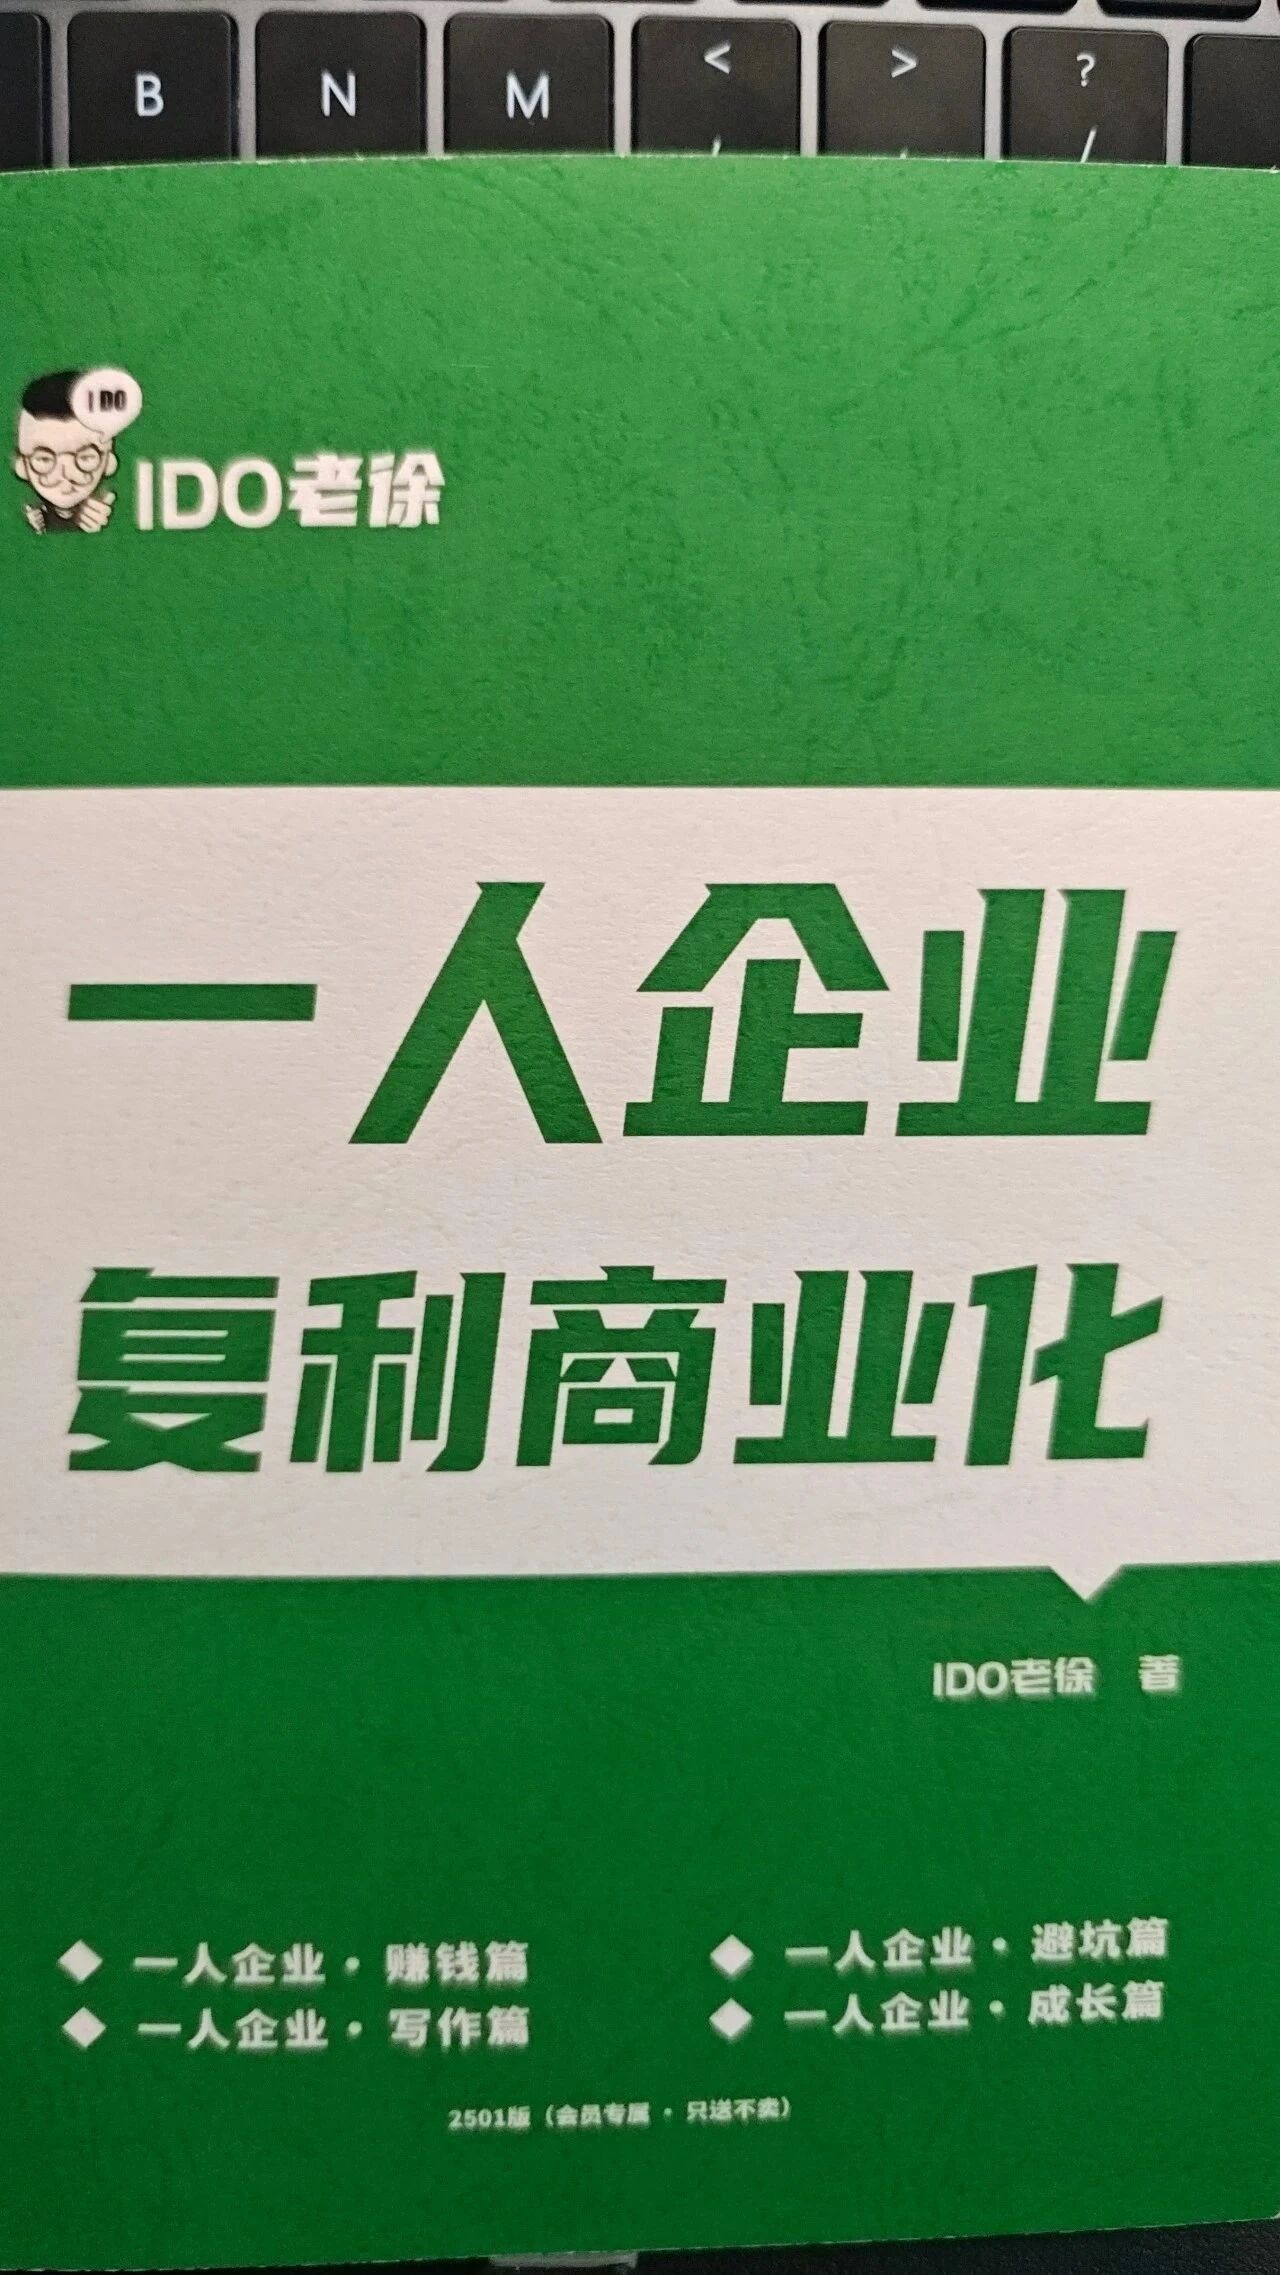 B N M < > ?
, . /
I DO
IDO老徐
一人企业
复利商业化
IDO老徐 著
◆ 一人企业・赚钱篇
◆ 一人企业・避坑篇
◆ 一人企业・写作篇
◆ 一人企业・成长篇
2501版（会员专属・只送不卖）